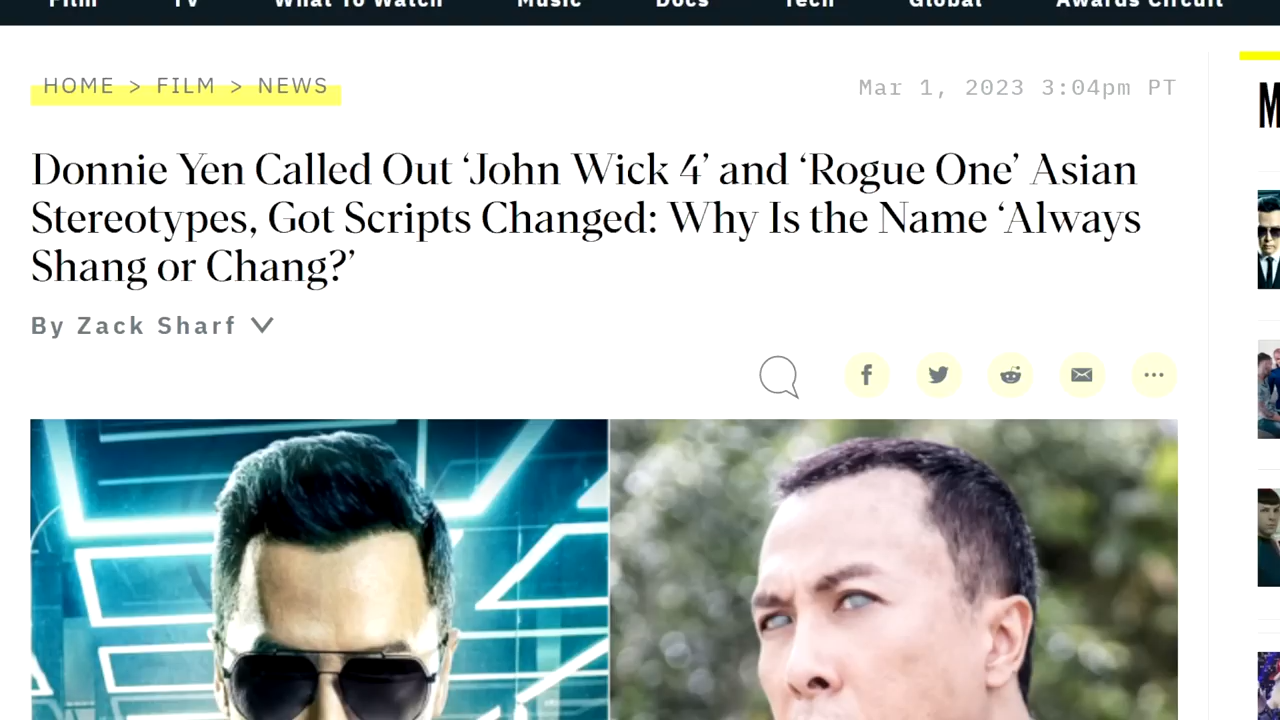 Film TV What To Watch Music Docs Tech Global Awards Circuit
HOME > FILM > NEWS
Mar 1, 2023 3:04pm PT
Donnie Yen Called Out ‘John Wick 4’ and ‘Rogue One’ Asian
Stereotypes, Got Scripts Changed: Why Is the Name ‘Always
Shang or Chang?’
By Zack Sharf